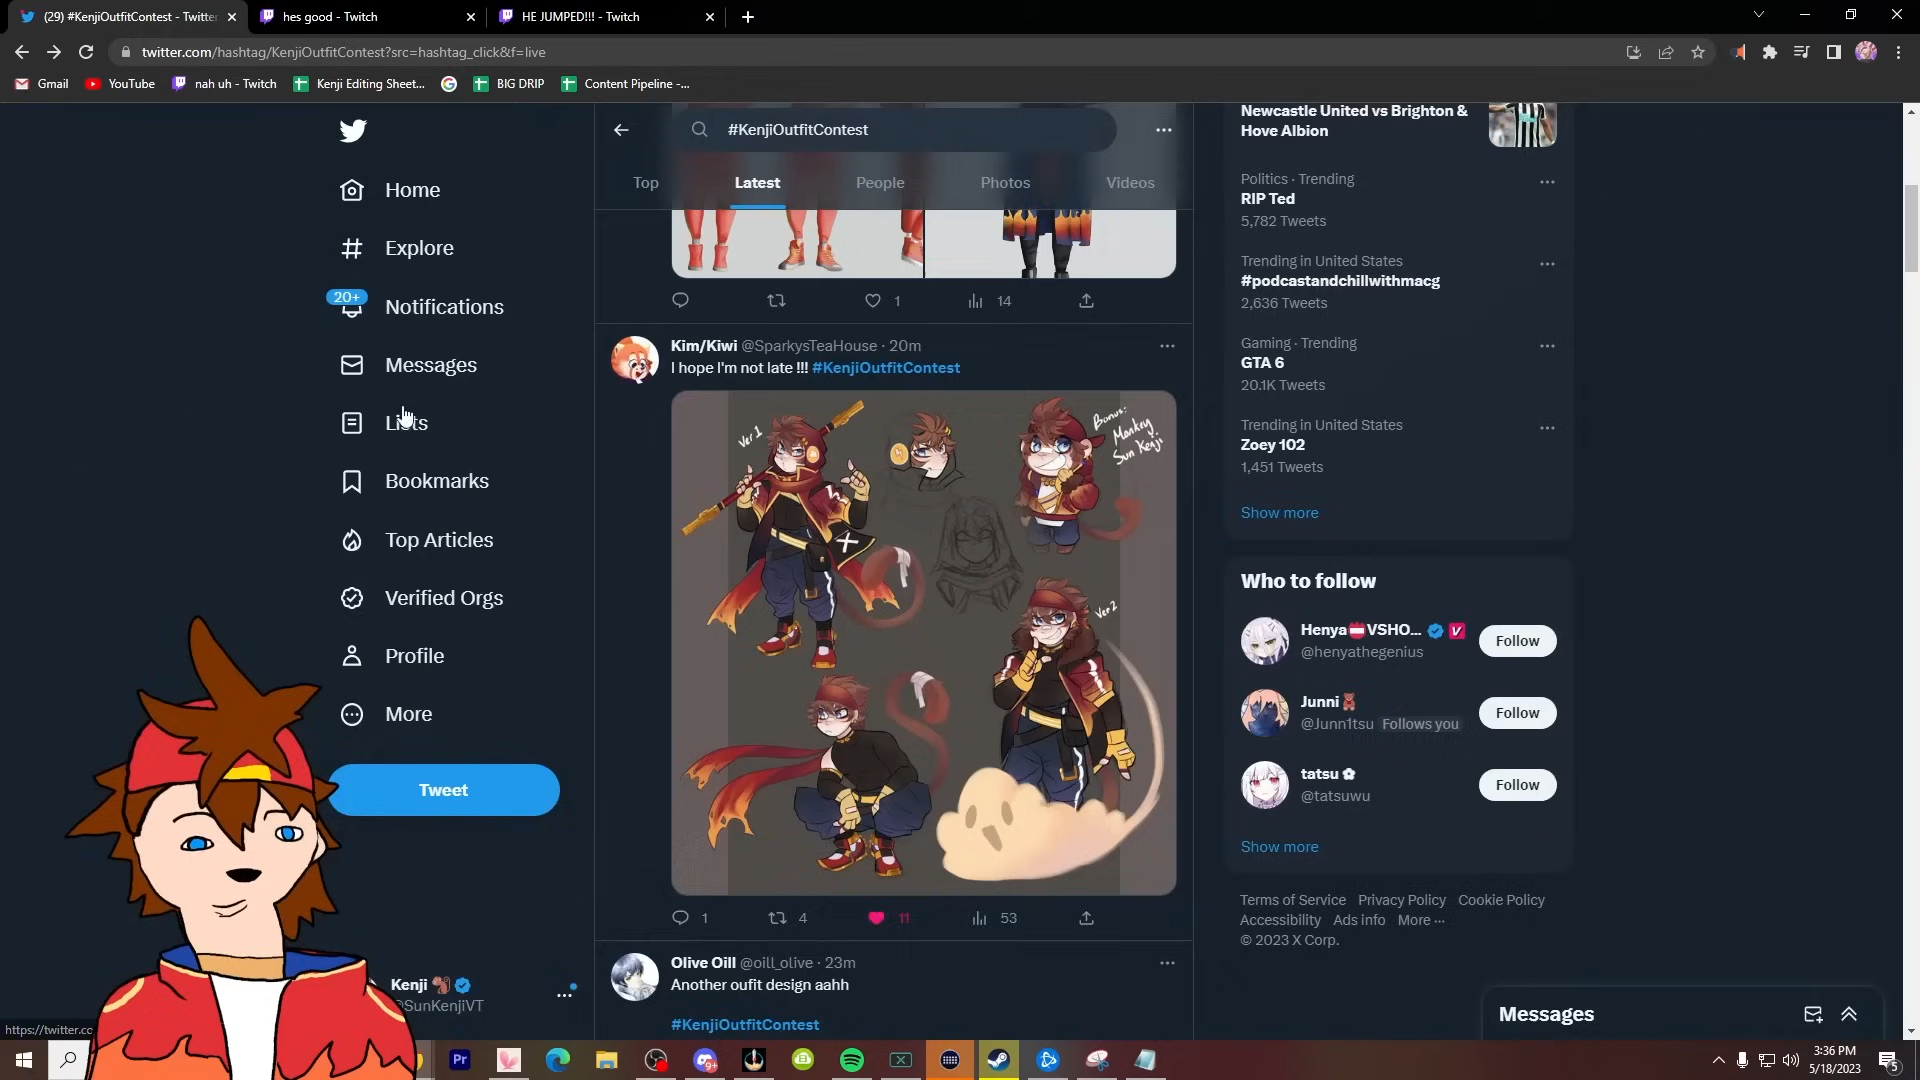 (29) #KenjiOutfitContest - Twitter
hes good - Twitch
HE JUMPED!!! - Twitch
twitter.com/hashtag/KenjiOutfitContest?src=hashtag_click&f=live
Gmail
YouTube
nah uh - Twitch
Kenji Editing Sheet...
BIG DRIP
Content Pipeline -...
#KenjiOutfitContest
Top
Latest
People
Photos
Videos
Home
Explore
20+
Notifications
Messages
Lists
Bookmarks
Top Articles
Verified Orgs
Profile
More
Tweet
Kenji
@SunKenjiVT
https://twitter.co
1
14
Kim/Kiwi @SparkysTeaHouse · 20m
I hope I'm not late !!! #KenjiOutfitContest
Ver 1
Bonus:
Monkey
Sun Kenji
Ver2
1
4
11
53
Olive Oill @oill_olive · 23m
Another oufit design aahh
#KenjiOutfitContest
Newcastle United vs Brighton &
Hove Albion
Politics · Trending
RIP Ted
5,782 Tweets
Trending in United States
#podcastandchillwithmacg
2,636 Tweets
Gaming · Trending
GTA 6
20.1K Tweets
Trending in United States
Zoey 102
1,451 Tweets
Show more
Who to follow
Henya VSHO...
@henyathegenius
Follow
Junni
@Junn1tsu Follows you
Follow
tatsu
@tatsuwu
Follow
Show more
Terms of Service Privacy Policy Cookie Policy
Accessibility Ads info More ...
© 2023 X Corp.
Messages
Pr
9+
3:36 PM
5/18/2023
5